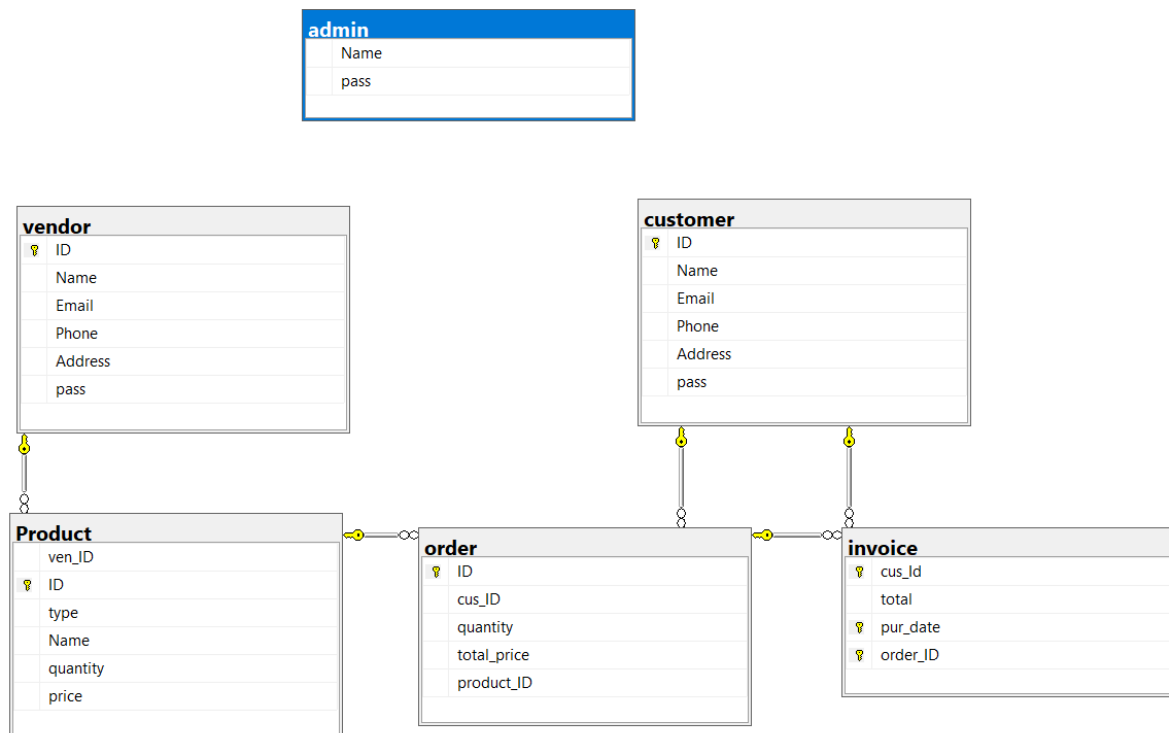 admin
Name
pass
vendor
ID
Name
Email
Phone
Address
pass
customer
ID
Name
Email
Phone
Address
pass
Product
ven_ID
ID
type
Name
quantity
price
order
ID
cus_ID
quantity
total_price
product_ID
invoice
cus_Id
total
pur_date
order_ID